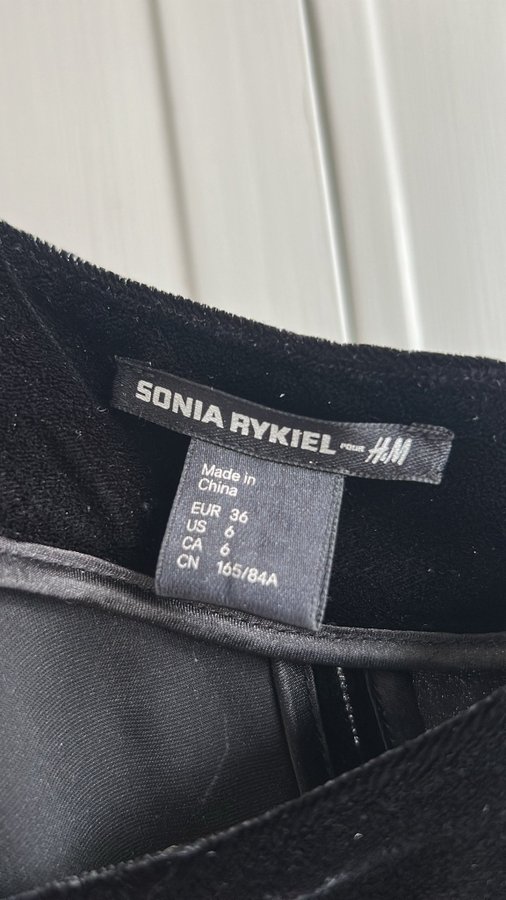 SONIA RYKIEL POUR H&M
Made in
China
EUR 36
US 6
CA 6
CN 165/84A